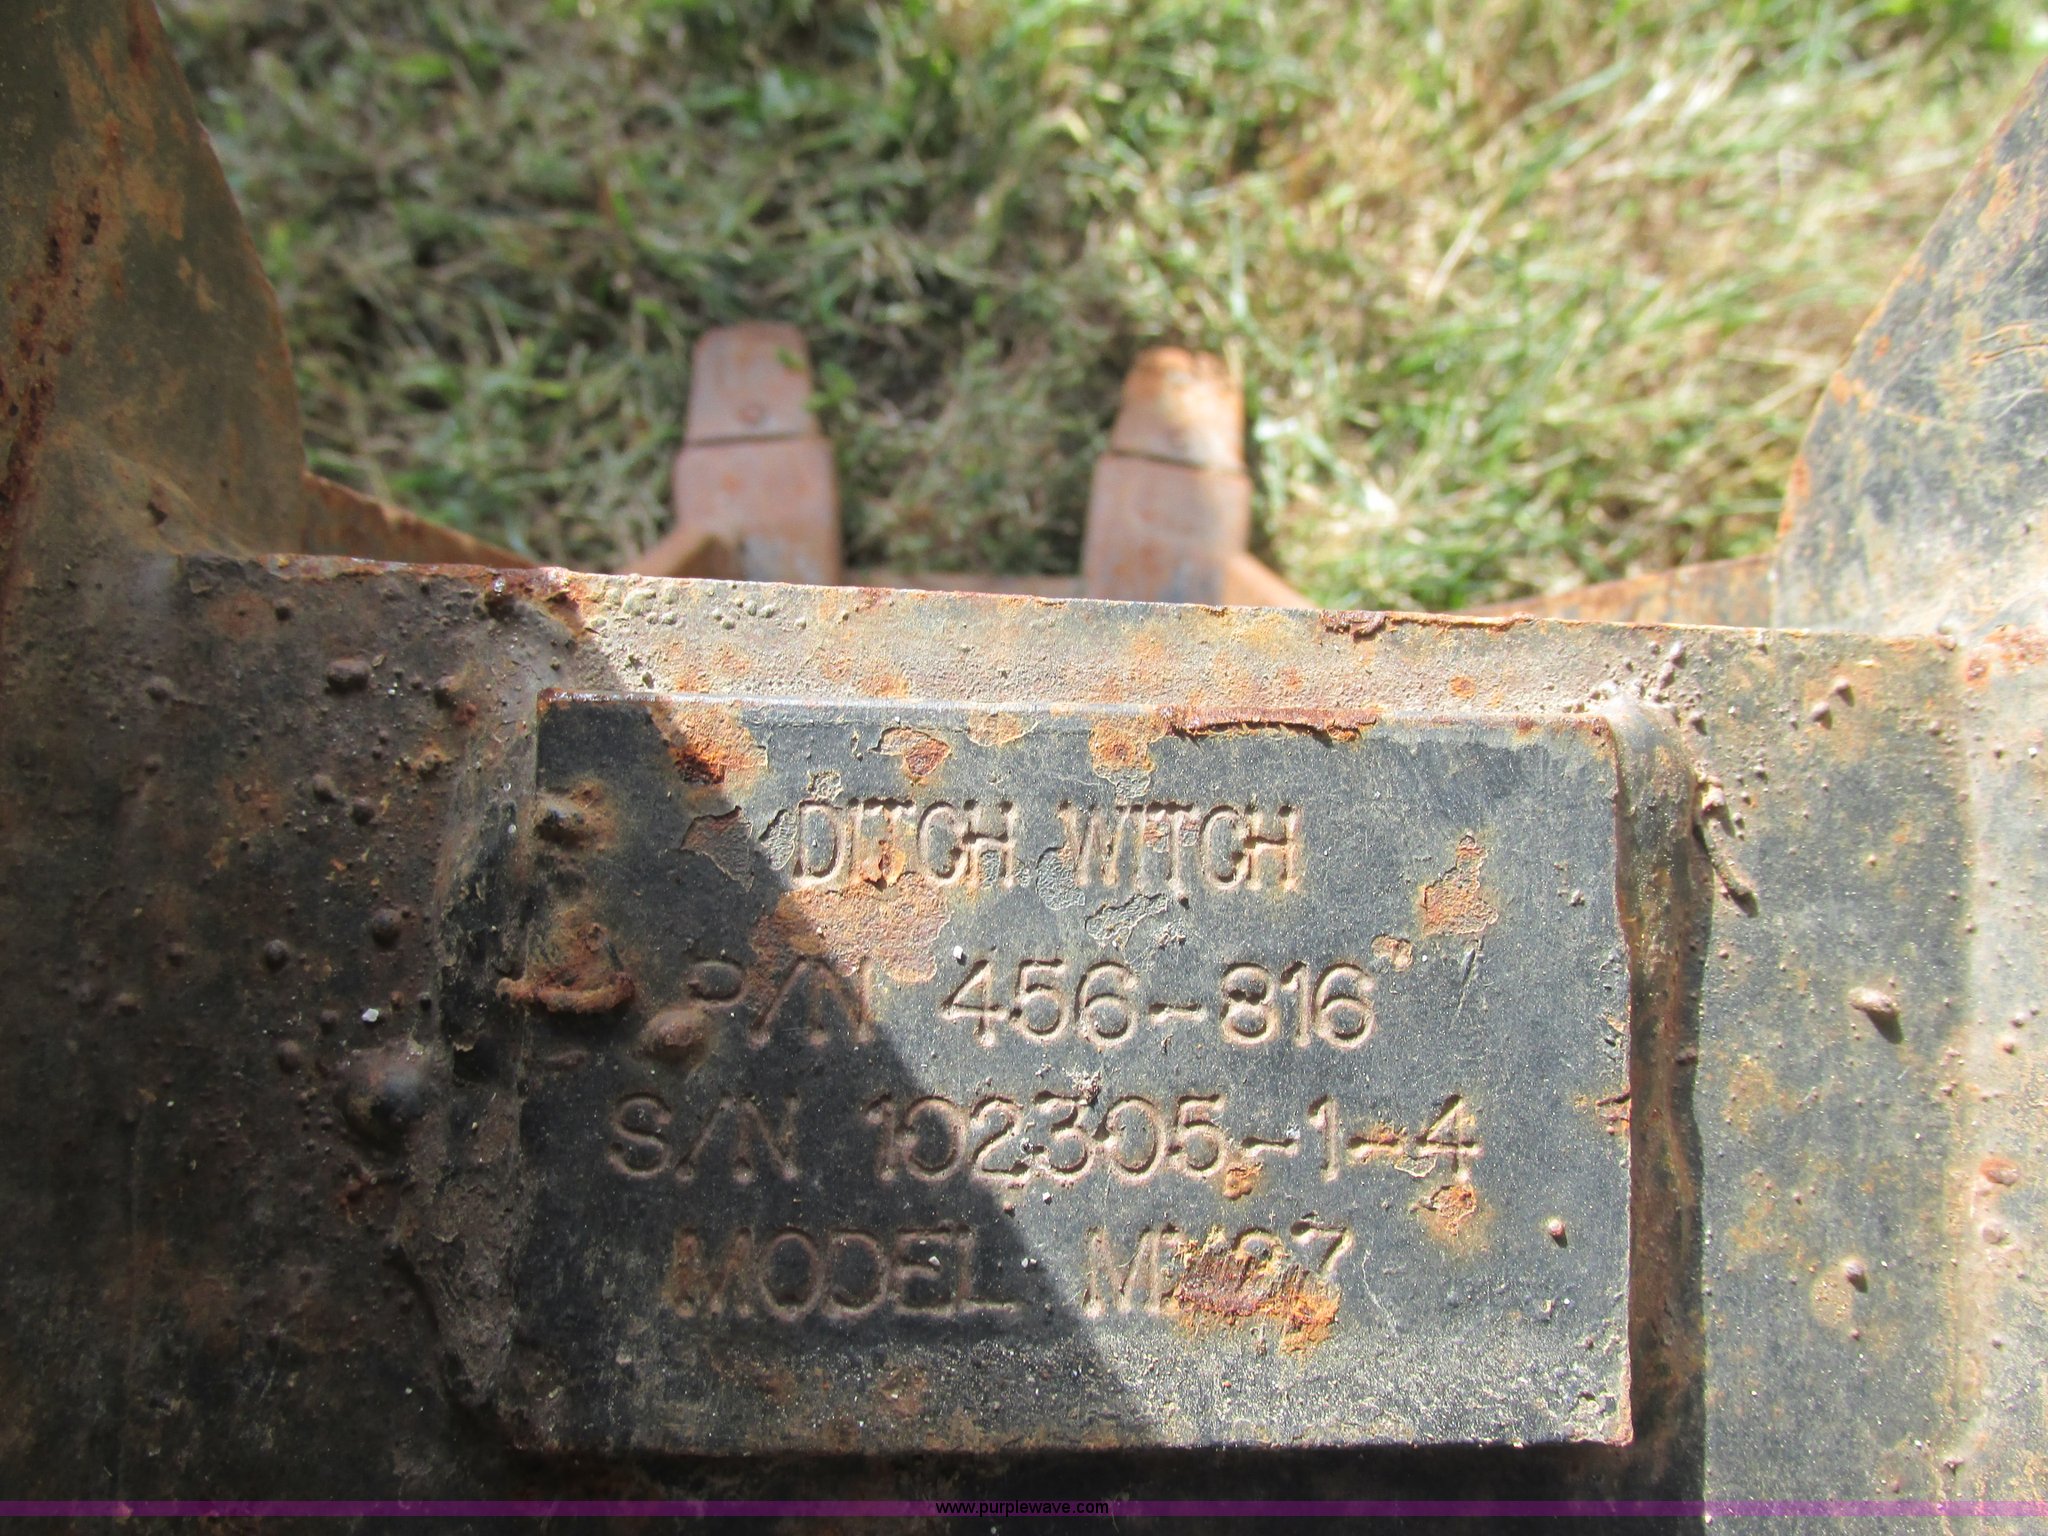 DITCH WITCH
P/N 456-816
S/N 102305-1-4
MODEL
www.purplewave.com